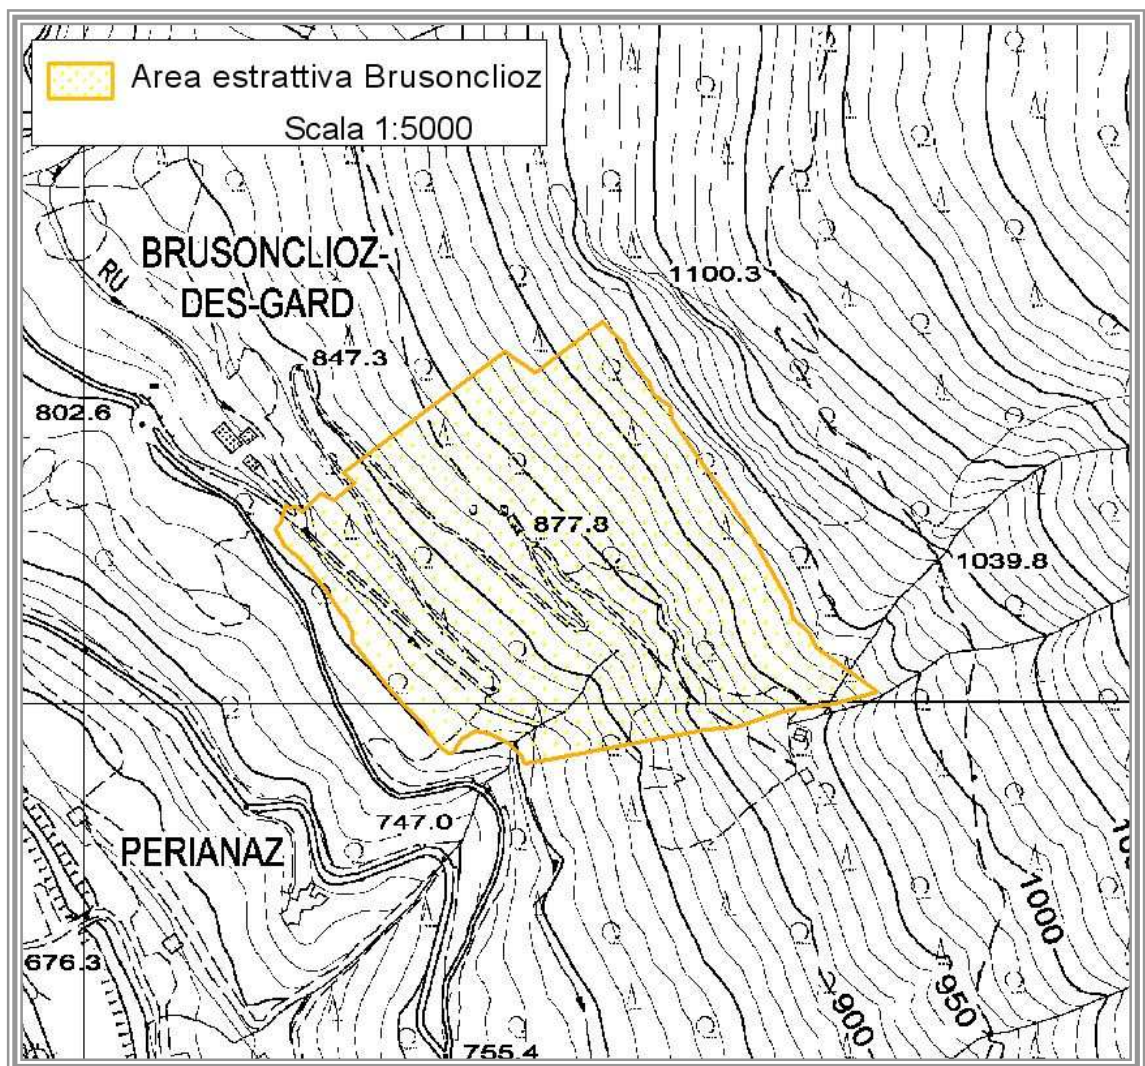 Area estrattiva Brusonclioz
Scala 1:5000
BRUSONCLIOZ-
DES-GARD
RU
1100.3
847.3
802.6
877.8
1039.8
747.0
PERIANAZ
676.3
1000
950
900
755.4